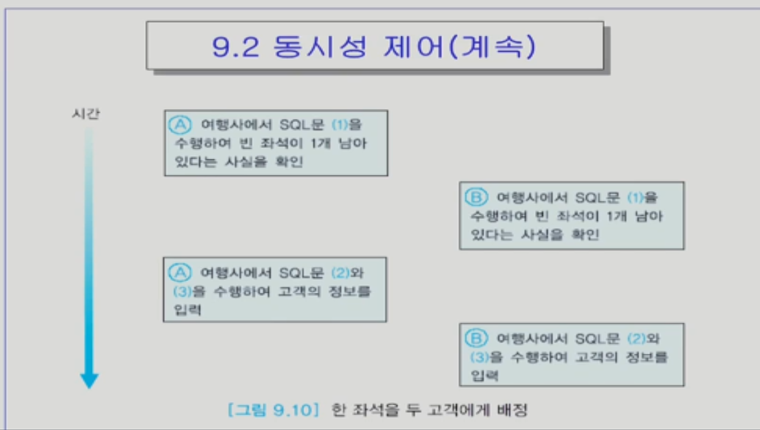 9.2 동시성 제어(계속)
시간
Ⓐ 여행사에서 SQL문 (1)을
수행하여 빈 좌석이 1개 남아
있다는 사실을 확인
Ⓑ 여행사에서 SQL문 (1)을
수행하여 빈 좌석이 1개 남아
있다는 사실을 확인
Ⓐ 여행사에서 SQL문 (2)와
(3)을 수행하여 고객의 정보를
입력
Ⓑ 여행사에서 SQL문 (2)와
(3)을 수행하여 고객의 정보를
입력
[그림 9.10] 한 좌석을 두 고객에게 배정